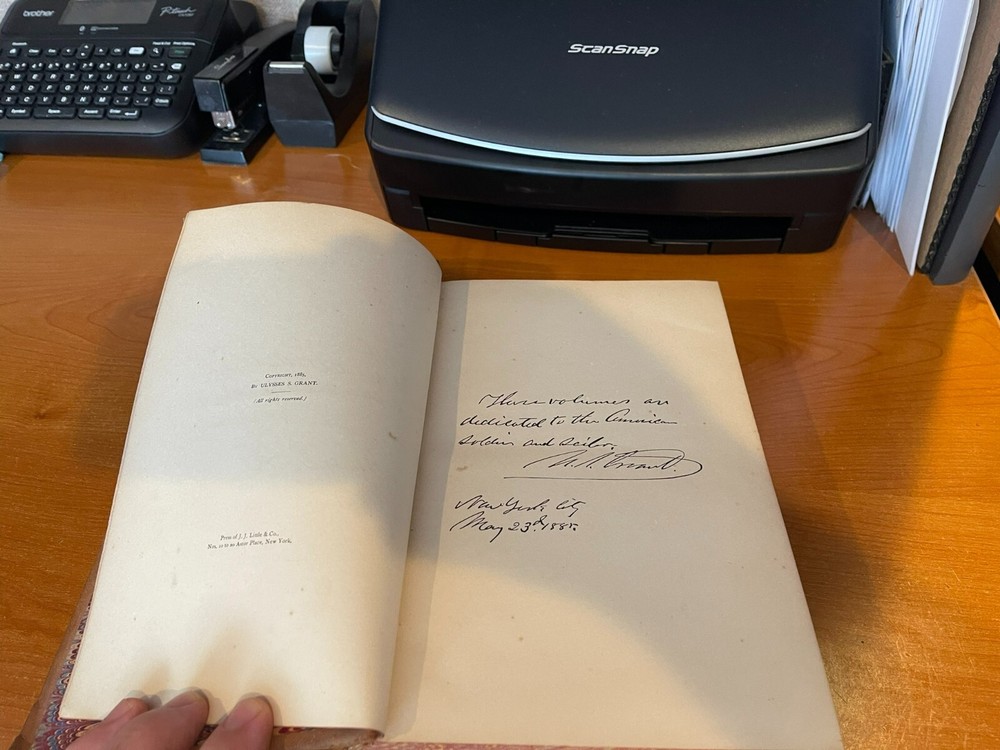 brother
P-touch
ScanSnap
COPYRIGHT, 1885,
BY ULYSSES S. GRANT.
(All rights reserved.)
Press of J. J. Little & Co.,
Nos. 10 to 20 Astor Place, New York.
These volumes are
dedicated to the American
soldier and sailor.
U. S. Grant.
New York City
May 23d. 1885.